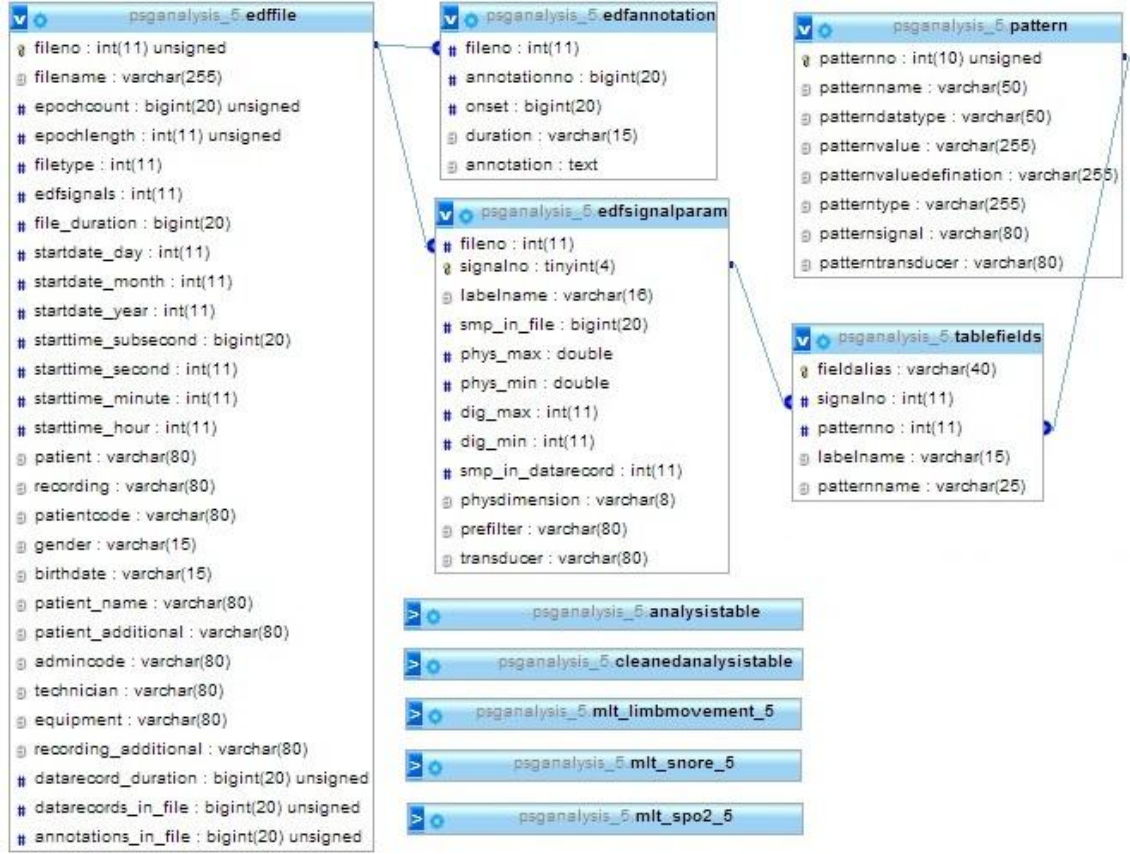 psganalysis_5.edffile
fileno : int(11) unsigned
filename : varchar(255)
epochcount : bigint(20) unsigned
epochlength : int(11) unsigned
filetype : int(11)
edfsignals : int(11)
file_duration : bigint(20)
startdate_day : int(11)
startdate_month : int(11)
startdate_year : int(11)
starttime_subsecond : bigint(20)
starttime_second : int(11)
starttime_minute : int(11)
starttime_hour : int(11)
patient : varchar(80)
recording : varchar(80)
patientcode : varchar(80)
gender : varchar(15)
birthdate : varchar(15)
patient_name : varchar(80)
patient_additional : varchar(80)
admincode : varchar(80)
technician : varchar(80)
equipment : varchar(80)
recording_additional : varchar(80)
datarecord_duration : bigint(20) unsigned
datarecords_in_file : bigint(20) unsigned
annotations_in_file : bigint(20) unsigned
psganalysis_5.edfannotation
fileno : int(11)
annotationno : bigint(20)
onset : bigint(20)
duration : varchar(15)
annotation : text
psganalysis_5.edfsignalparam
fileno : int(11)
signalno : tinyint(4)
labelname : varchar(16)
smp_in_file : bigint(20)
phys_max : double
phys_min : double
dig_max : int(11)
dig_min : int(11)
smp_in_datarecord : int(11)
physdimension : varchar(8)
prefilter : varchar(80)
transducer : varchar(80)
psganalysis_5.pattern
patternno : int(10) unsigned
patternname : varchar(50)
patterndatatype : varchar(50)
patternvalue : varchar(255)
patternvaluedefination : varchar(255)
patterntype : varchar(255)
patternsignal : varchar(80)
patterntransducer : varchar(80)
psganalysis_5.tablefields
fieldalias : varchar(40)
signalno : int(11)
patternno : int(11)
labelname : varchar(15)
patternname : varchar(25)
psganalysis_5.analysistable
psganalysis_5.cleanedanalysistable
psganalysis_5.mlt_limbmovement_5
psganalysis_5.mlt_snore_5
psganalysis_5.mlt_spo2_5